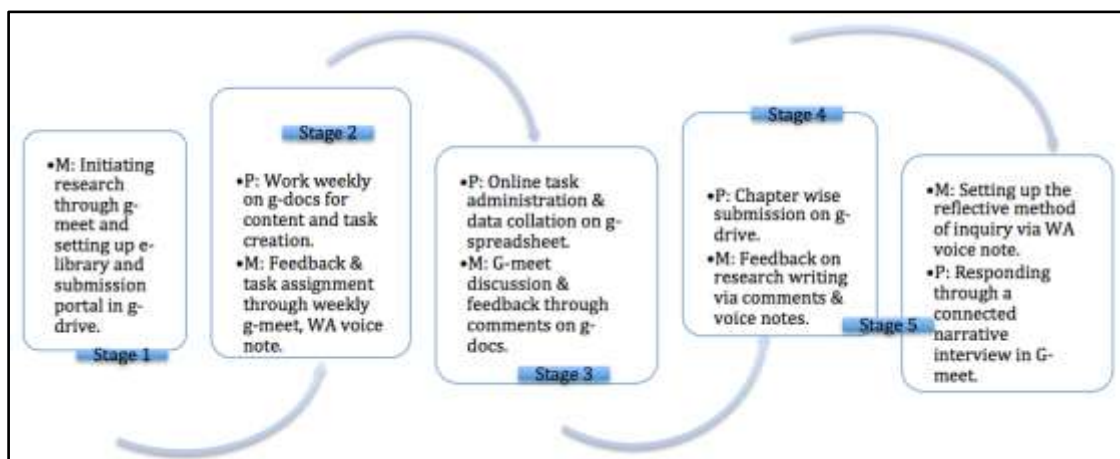 •M: Initiating
research through g-
meet and
setting up e-
library and
submission
portal in g-
drive.
Stage 1
Stage 2
•P: Work weekly
on g-docs for
content and task
creation.
•M: Feedback &
task assignment
through weekly
g-meet, WA voice
note.
•P: Online task
administration &
data collation on g-
spreadsheet.
•M: G-meet
discussion &
feedback through
comments on g-
docs.
Stage 3
Stage 4
•P: Chapter wise
submission on g-
drive.
•M: Feedback on
research writing
via comments &
voice notes.
Stage 5
•M: Setting up the
reflective method
of inquiry via WA
voice note.
•P: Responding
through a
connected
narrative
interview in G-
meet.